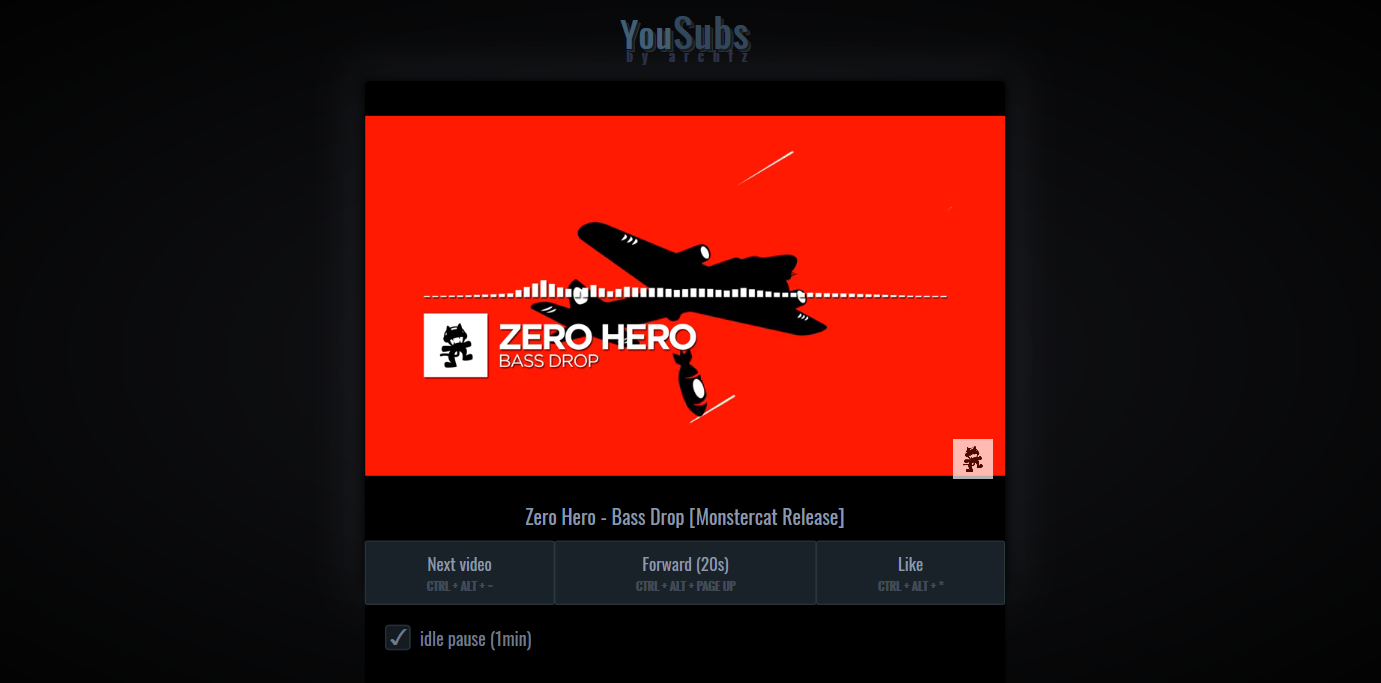 YouSubs
by archiz
ZERO HERO
BASS DROP
Zero Hero - Bass Drop [Monstercat Release]
Next video
CTRL + ALT + -
Forward (20s)
CTRL + ALT + PAGE UP
Like
CTRL + ALT + *
idle pause (1min)